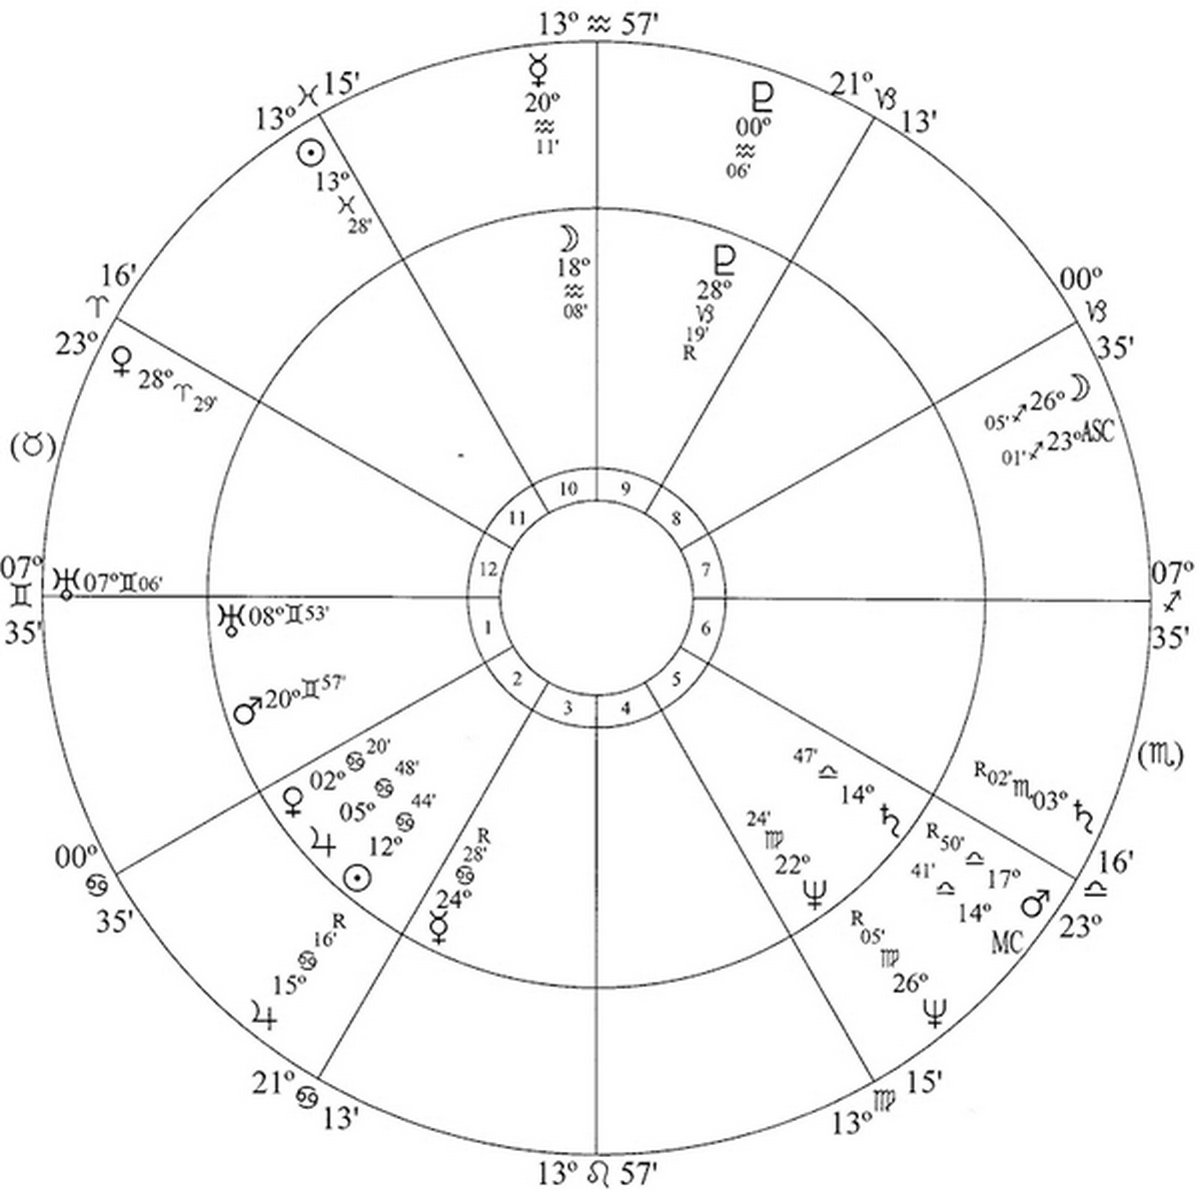 13° ♒ 57'
13° ♓ 15'
21° ♑ 13'
☿
20°
♒
11'
♇
00°
♒
06'
☉
13°
♓
28'
☽
18°
♒
08'
♇
28°
♑
19'
R
16'
♈
23°
00°
♑
35'
♀ 28° ♈ 29'
05' ♐ 26° ☽
01' ♐ 23° ASC
(♉)
10 9
11 8
12 7
1 6
2 5
3 4
07°
♊
35'
♅ 07° ♊ 06'
♅ 08° ♊ 53'
♂ 20° ♊ 57'
07°
♐
35'
(♏)
♀ 02° ♋ 20'
♃ 05° ♋ 48'
☉ 12° ♋ 44'
☿ 24° ♋ 28' R
47' ♎ 14° ♄
24' ♍ 22° ♆
R 02' ♏ 03° ♄
R 50' ♎ 17° ♂
41' ♎ 14° MC
R 05' ♍ 26° ♆
00°
♋
35'
16'
♎
23°
♃ 15° ♋ 16' R
21° ♋ 13'
13° ♍ 15'
13° ♌ 57'